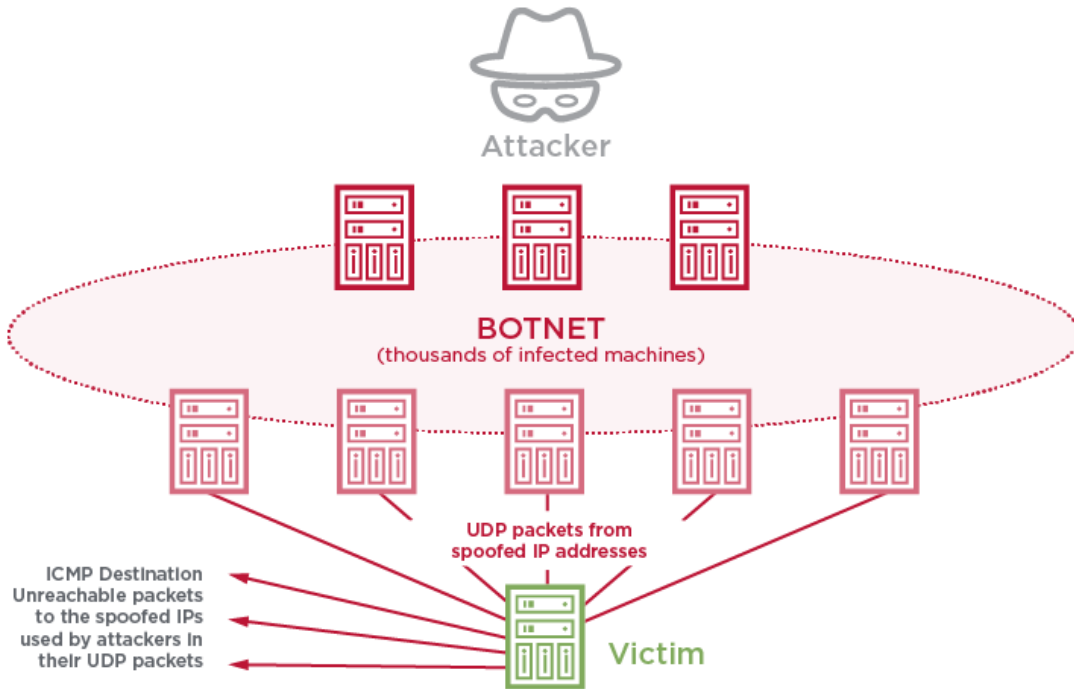 Attacker
BOTNET
(thousands of infected machines)
UDP packets from
spoofed IP addresses
ICMP Destination
Unreachable packets
to the spoofed IPs
used by attackers in
their UDP packets
Victim